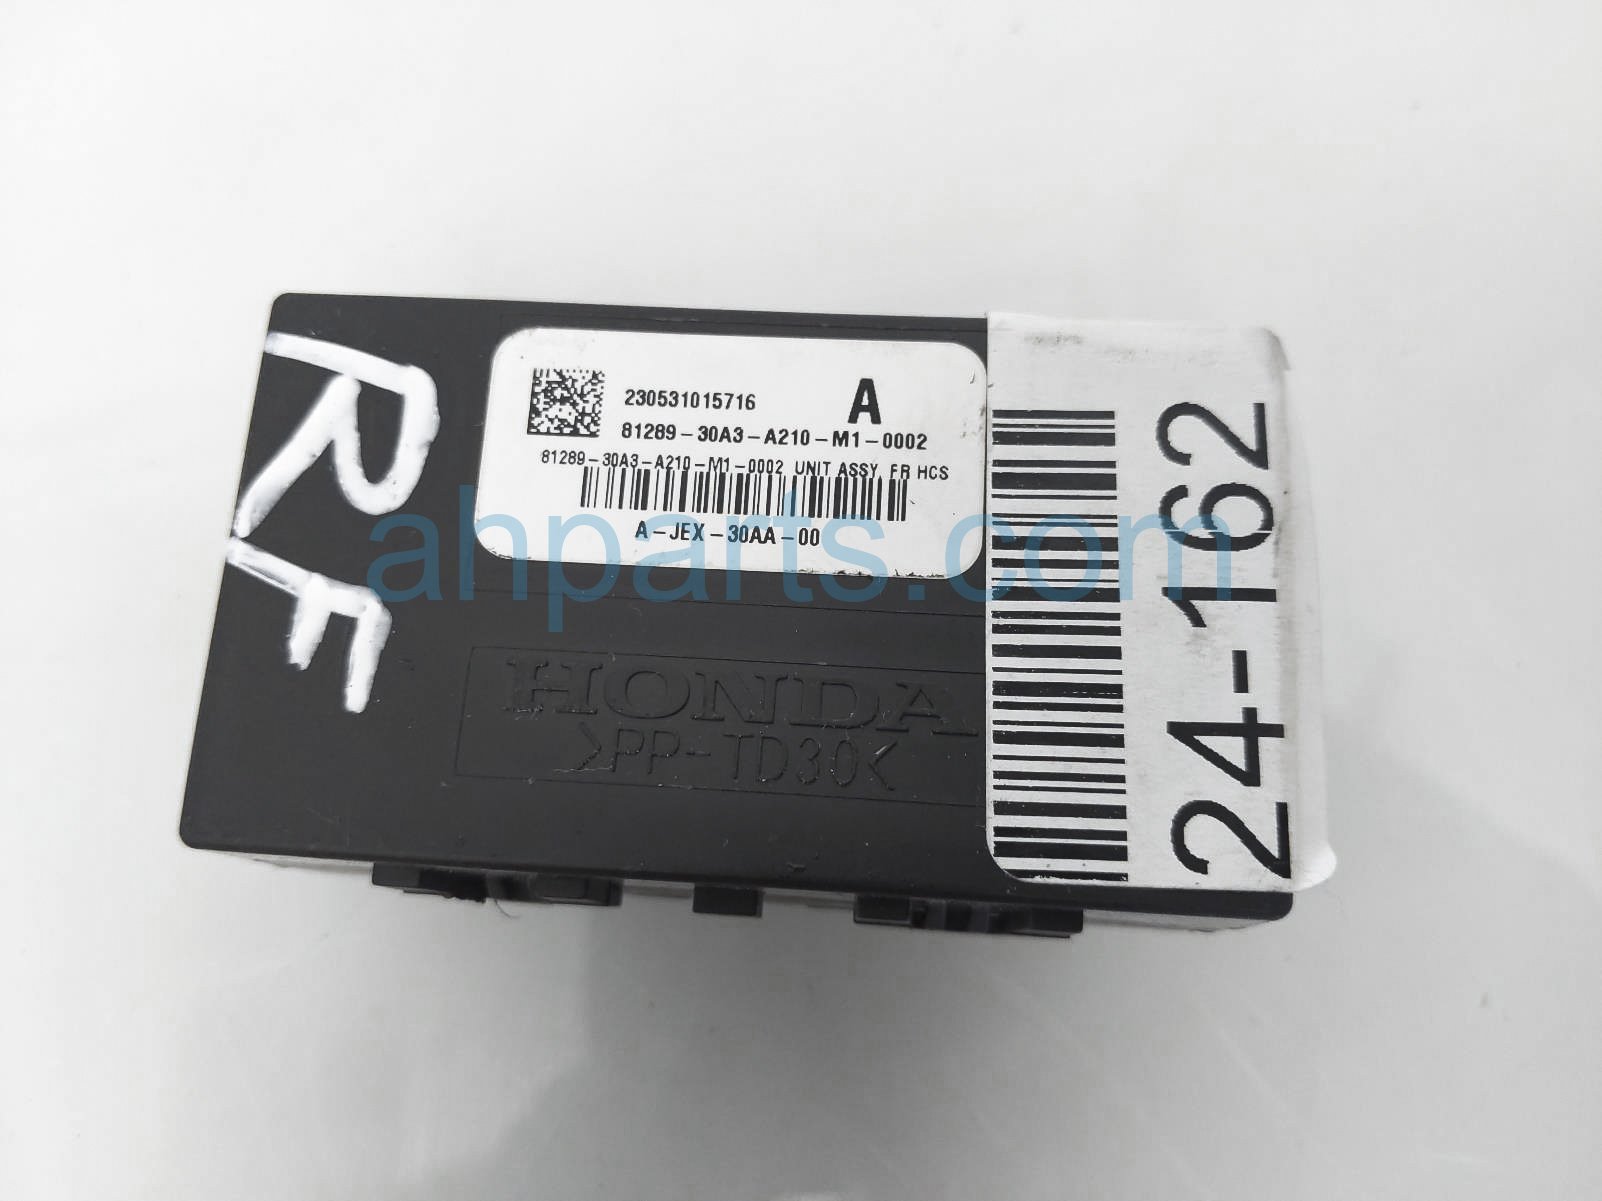 RF
230531015716 A
81289-30A3-A210-M1-0002
81289-30A3-A210-M1-0002 UNIT ASSY, FR HCS
A-JEX-30AA-00
HONDA
>PP-TD30<
24-162
ahparts.com